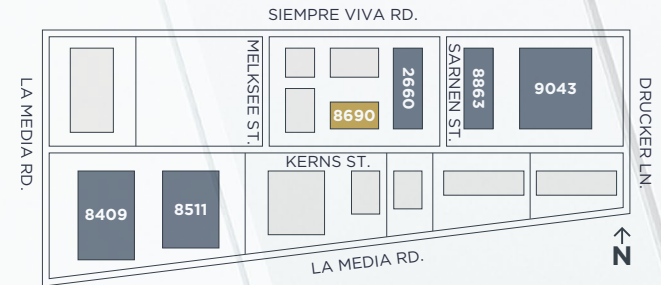 SIEMPRE VIVA RD.
LA MEDIA RD.
MELKSEE ST.
8690
2660
SARNEN ST.
8863
9043
DRUCKER LN.
KERNS ST.
8409
8511
LA MEDIA RD.
N